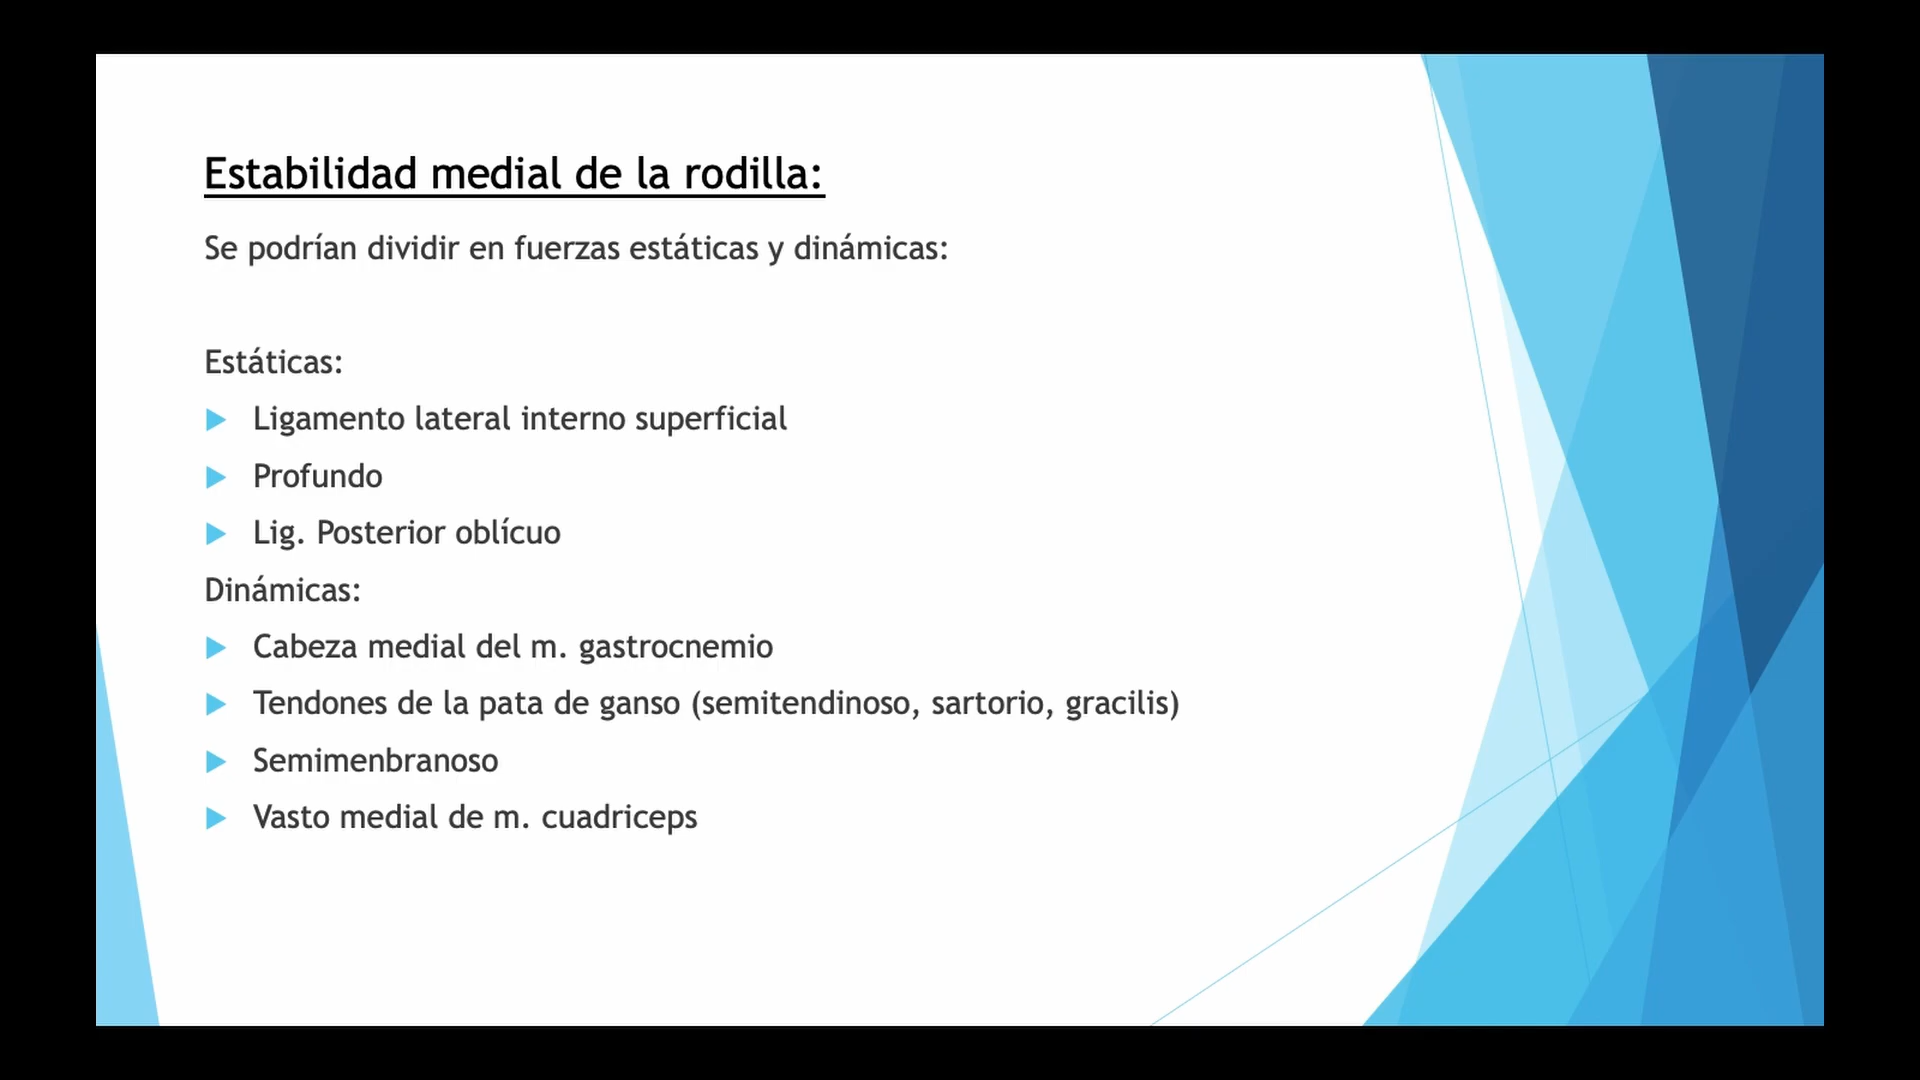 Estabilidad medial de la rodilla:
Se podrían dividir en fuerzas estáticas y dinámicas:
Estáticas:
Ligamento lateral interno superficial
Profundo
Lig. Posterior oblícuo
Dinámicas:
Cabeza medial del m. gastrocnemio
Tendones de la pata de ganso (semitendinoso, sartorio, gracilis)
Semimenbranoso
Vasto medial de m. cuadriceps